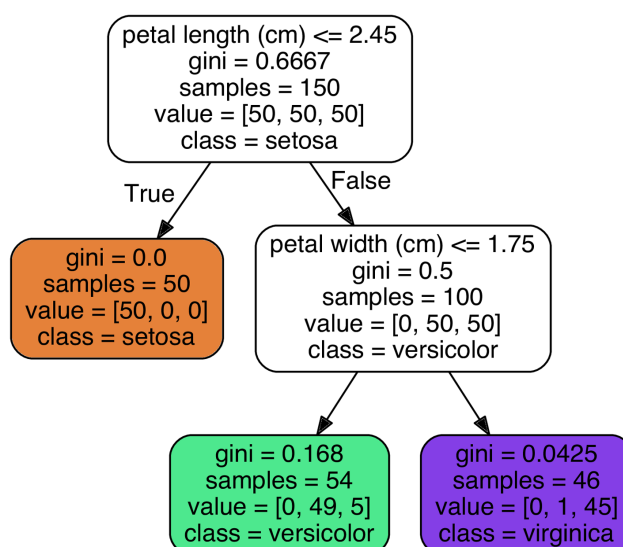 petal length (cm) <= 2.45
gini = 0.6667
samples = 150
value = [50, 50, 50]
class = setosa
True
False
gini = 0.0
samples = 50
value = [50, 0, 0]
class = setosa
petal width (cm) <= 1.75
gini = 0.5
samples = 100
value = [0, 50, 50]
class = versicolor
gini = 0.168
samples = 54
value = [0, 49, 5]
class = versicolor
gini = 0.0425
samples = 46
value = [0, 1, 45]
class = virginica